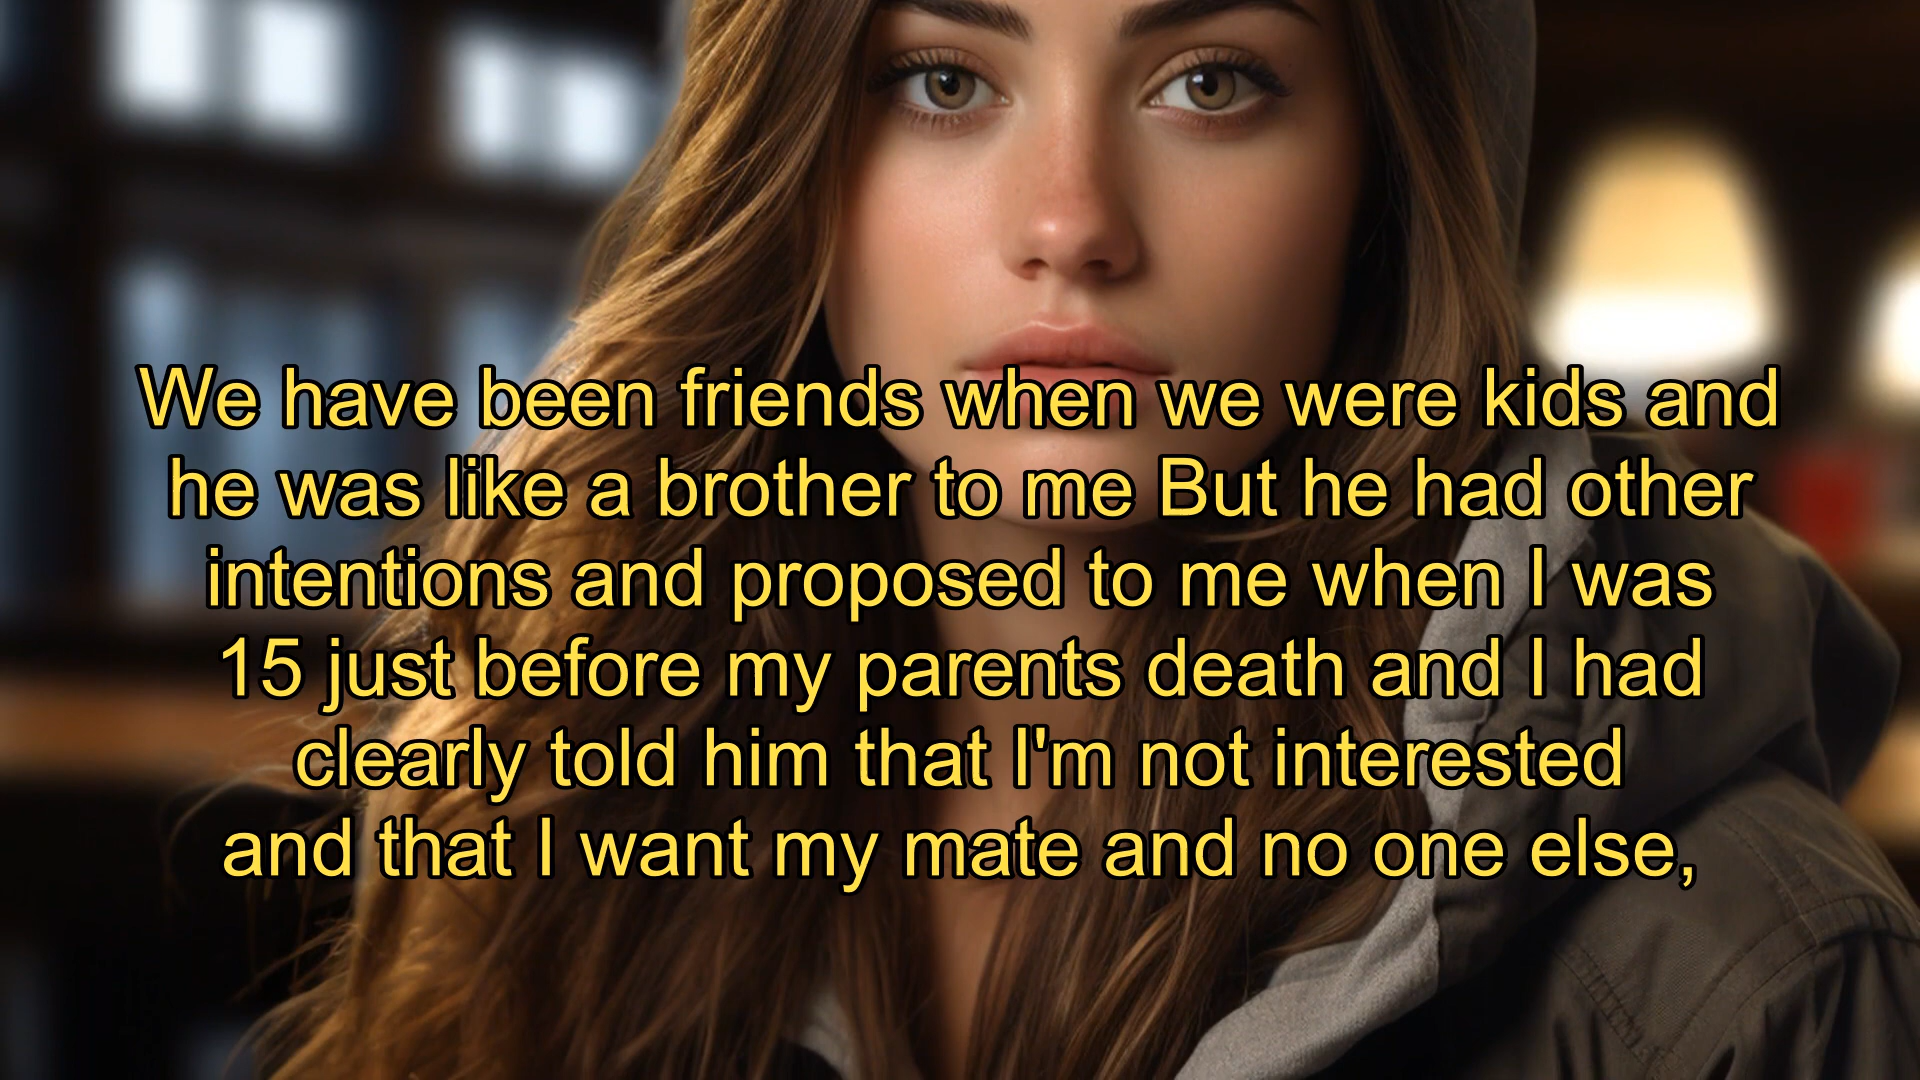 We have been friends when we were kids and
he was like a brother to me But he had other
intentions and proposed to me when I was
15 just before my parents death and I had
clearly told him that I'm not interested
and that I want my mate and no one else,